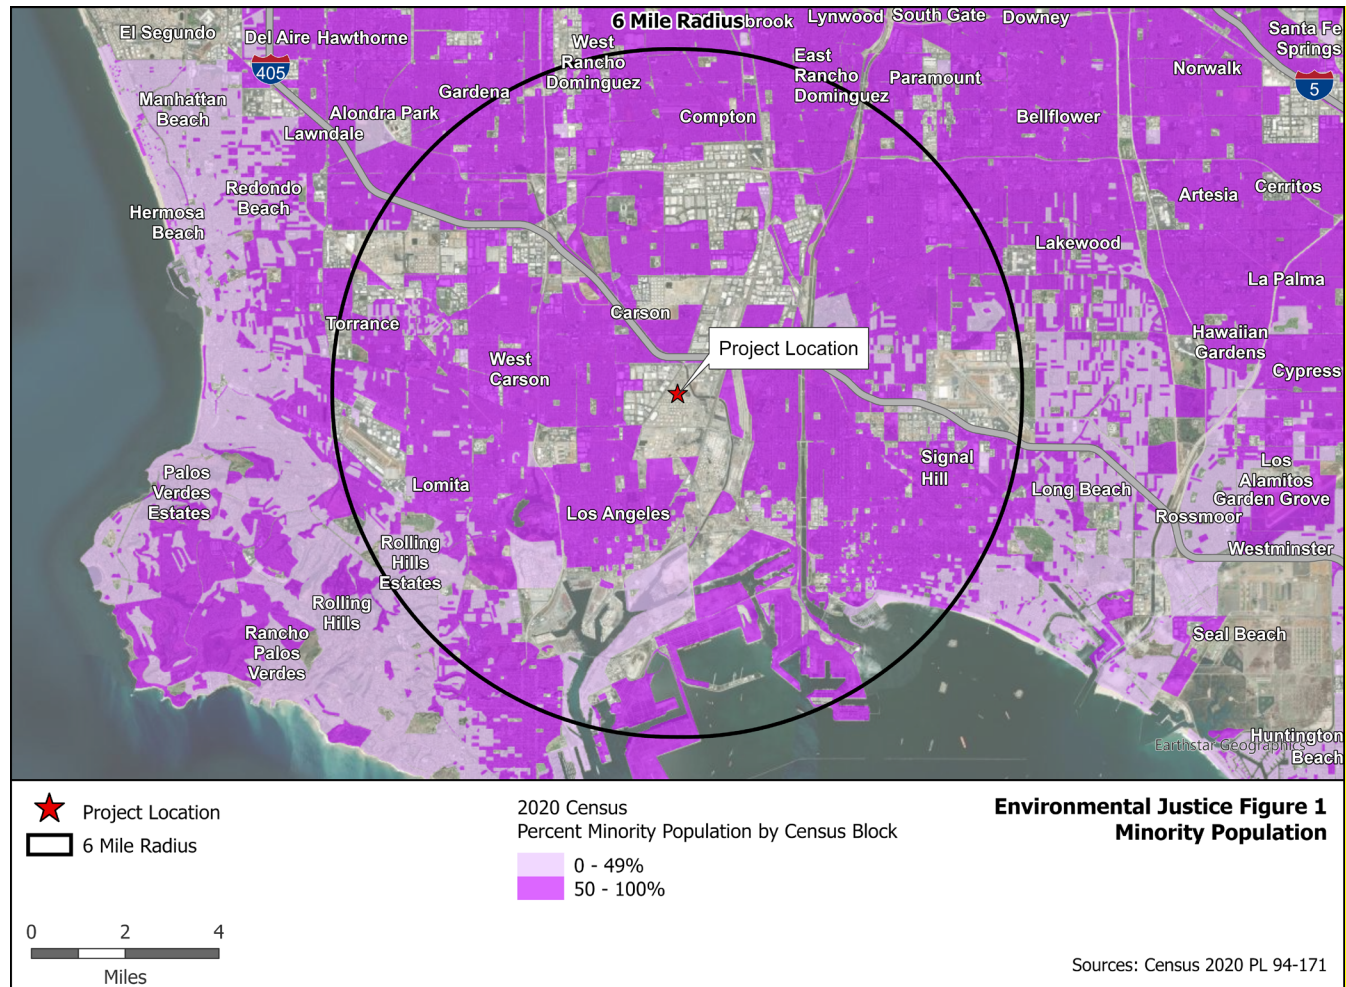 6 Mile Radius
brook
Lynwood
South Gate
Downey
El Segundo
Del Aire
Hawthorne
Santa Fe
Springs
West
Rancho
Dominguez
East
Rancho
Dominguez
405
Paramount
Norwalk
5
Manhattan
Beach
Gardena
Alondra Park
Lawndale
Compton
Bellflower
Redondo
Beach
Artesia
Cerritos
Hermosa
Beach
Lakewood
La Palma
Carson
Torrance
Project Location
Hawaiian
Gardens
West
Carson
Cypress
Palos
Verdes
Estates
Lomita
Signal
Hill
Long Beach
Los
Alamitos
Garden Grove
Los Angeles
Rossmoor
Rolling
Hills
Estates
Westminster
Rolling
Hills
Rancho
Palos
Verdes
Seal Beach
Huntington
Beach
Earthstar Geographics
Project Location
6 Mile Radius
0 2 4
Miles
2020 Census
Percent Minority Population by Census Block
0 - 49%
50 - 100%
Environmental Justice Figure 1
Minority Population
Sources: Census 2020 PL 94-171